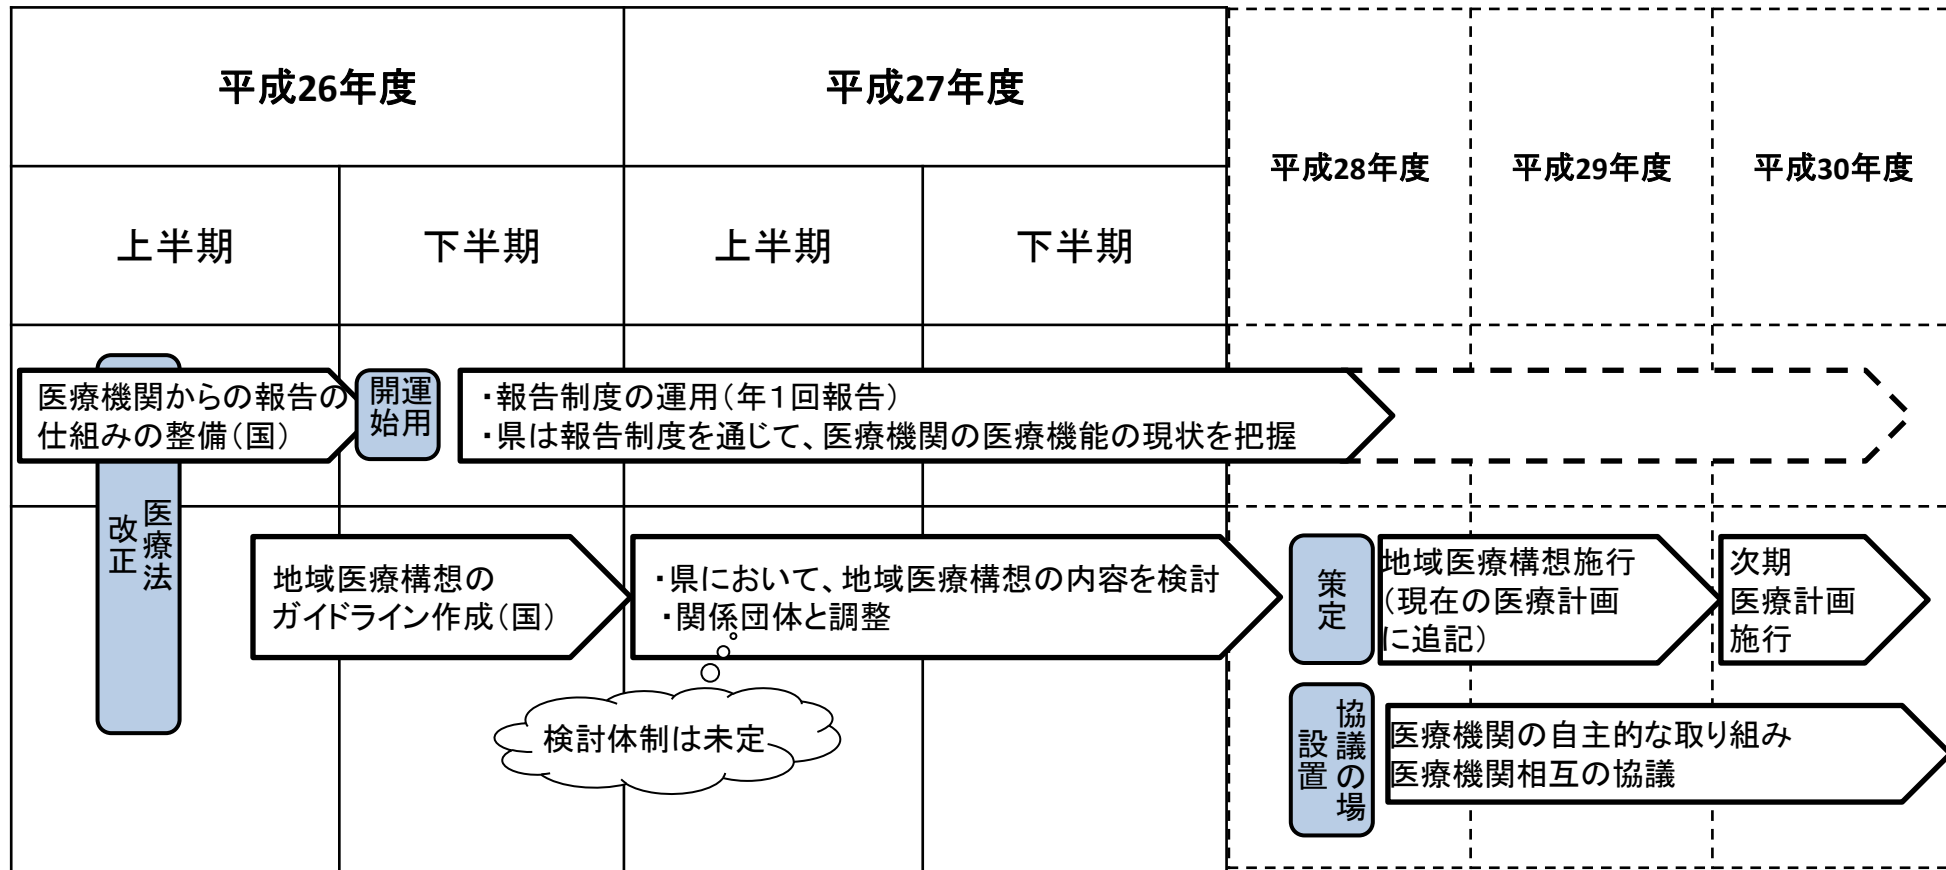 平成26年度
平成27年度
平成28年度
平成29年度
平成30年度
上半期
下半期
上半期
下半期
医療機関からの報告の
仕組みの整備(国)
運用
開始
・報告制度の運用(年1回報告)
・県は報告制度を通じて、医療機関の医療機能の現状を把握
医療法
改正
地域医療構想の
ガイドライン作成(国)
・県において、地域医療構想の内容を検討
・関係団体と調整
検討体制は未定
策定
地域医療構想施行
(現在の医療計画
に追記)
次期
医療計画
施行
協議の場
設置
医療機関の自主的な取り組み
医療機関相互の協議